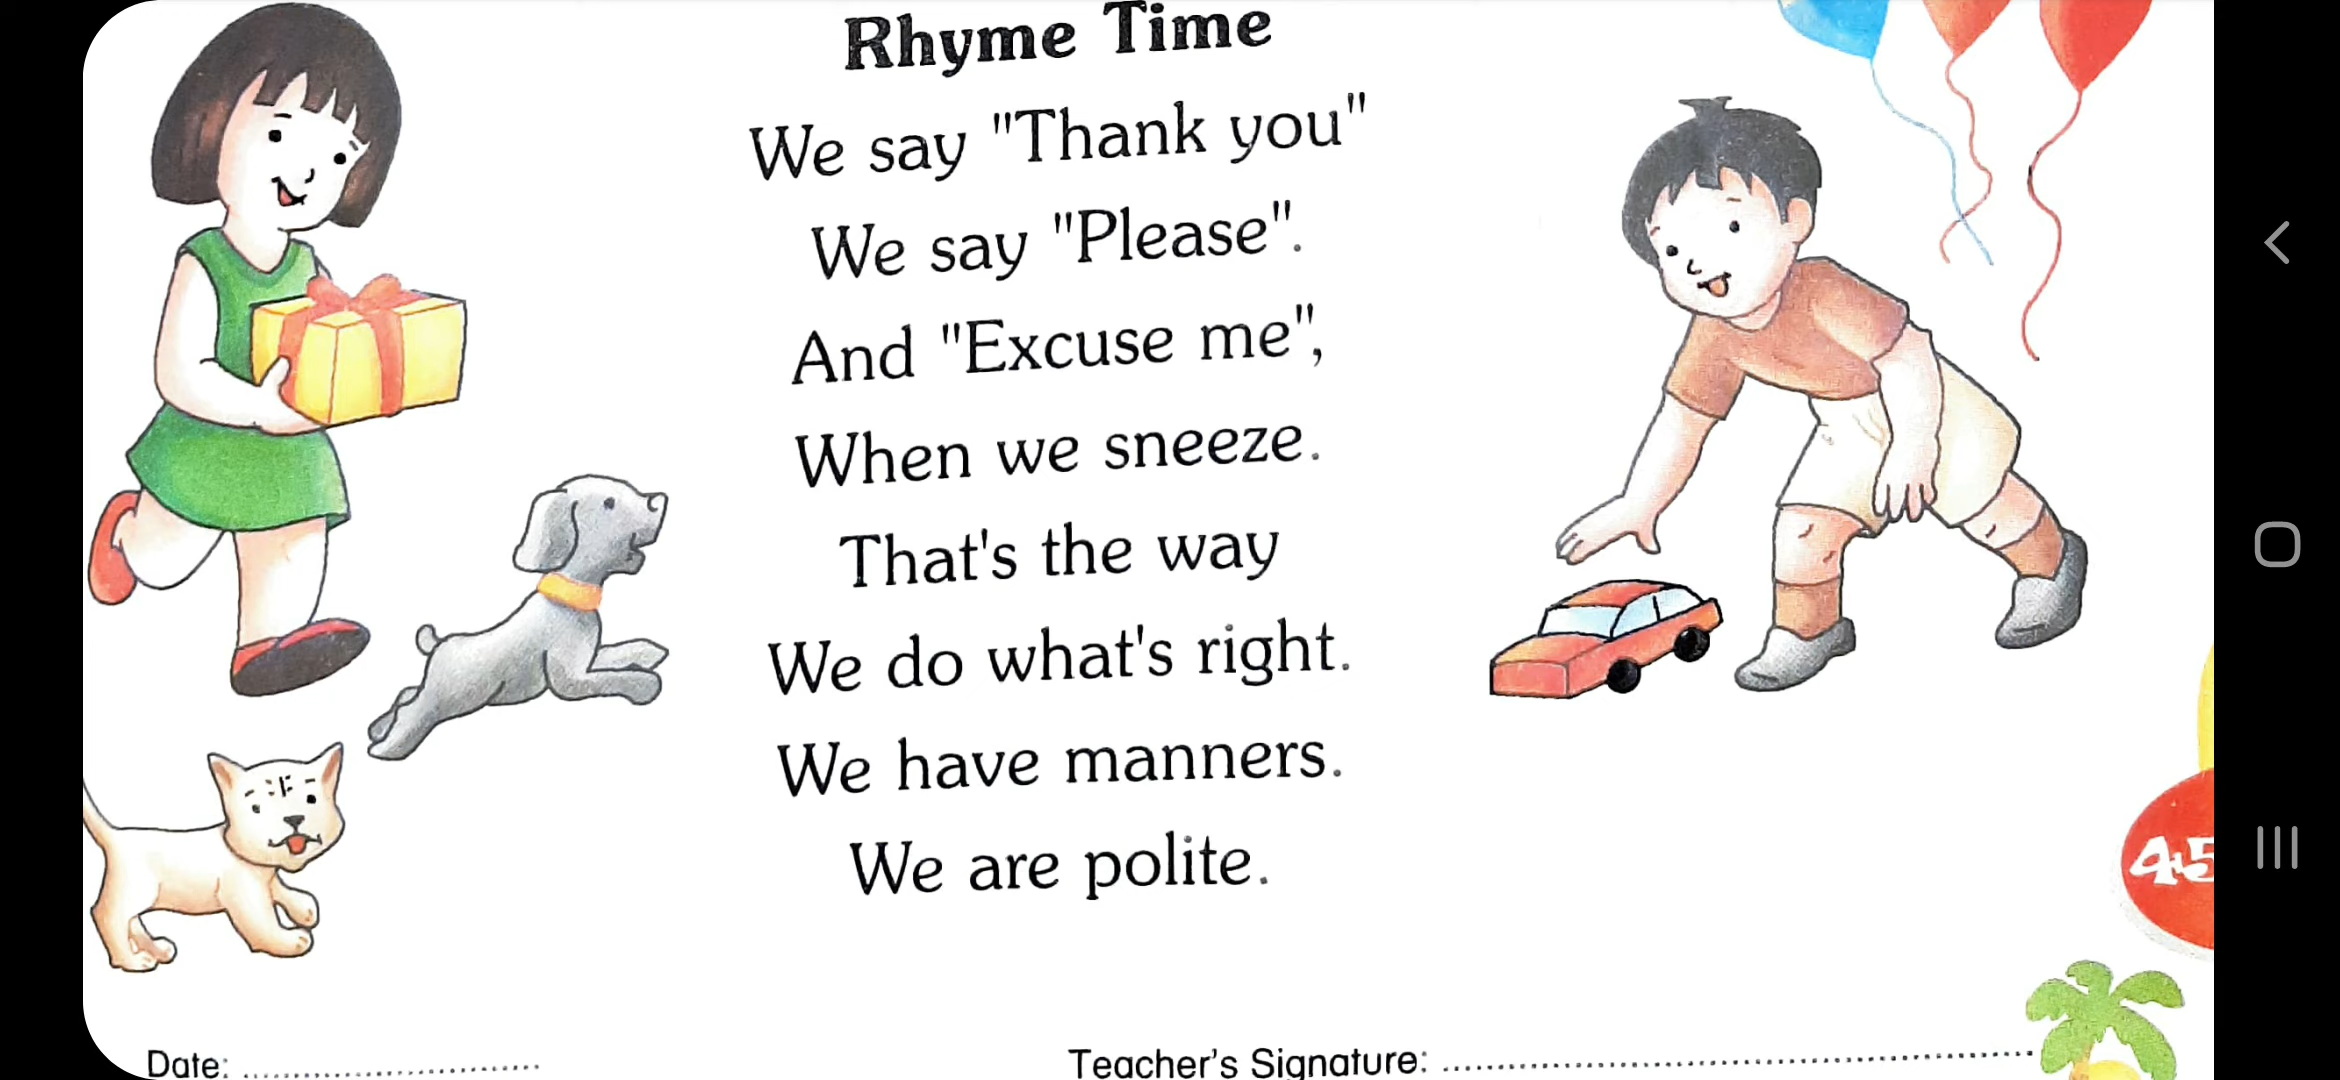 Rhyme Time
We say "Thank you"
We say "Please".
And "Excuse me",
When we sneeze.
That's the way
We do what's right.
We have manners.
We are polite.
45
Date: ............................
Teacher's Signature: ............................................................